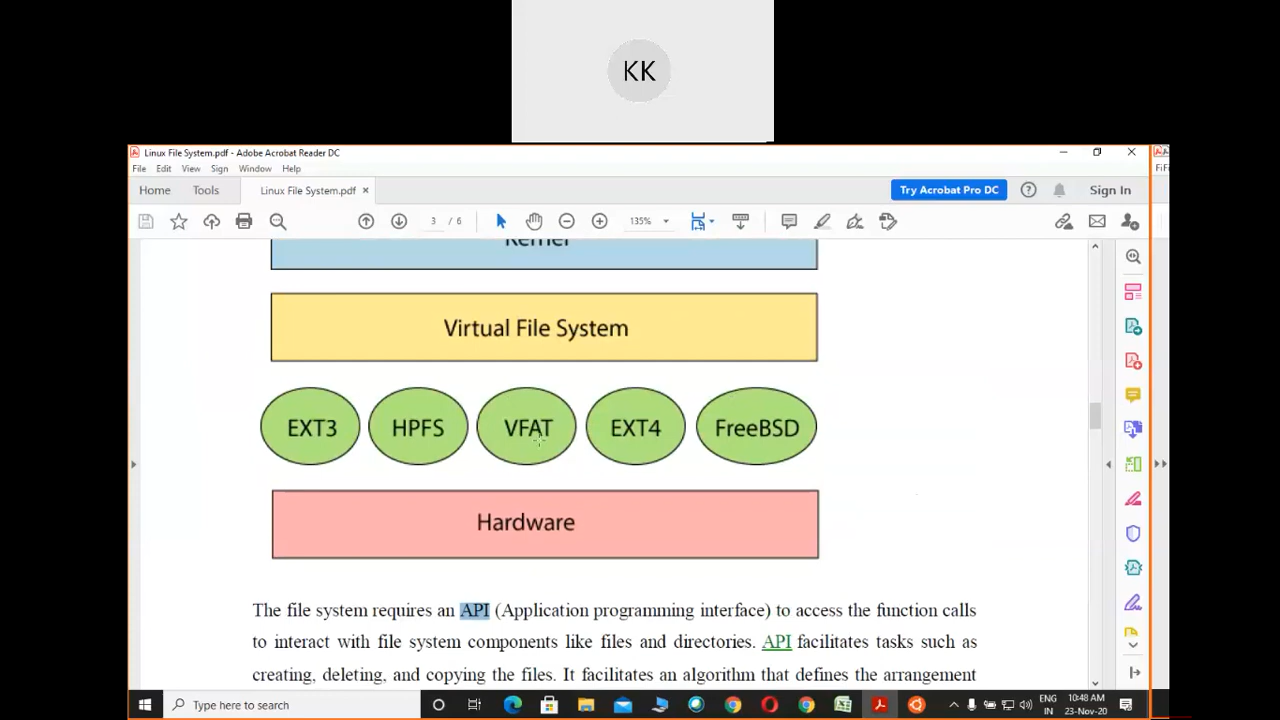 KK
Linux File System.pdf - Adobe Acrobat Reader DC
File Edit View Sign Window Help
Home Tools Linux File System.pdf × Try Acrobat Pro DC Sign In
3 / 6 135%
Kernel
Virtual File System
EXT3 HPFS VFAT EXT4 FreeBSD
Hardware
The file system requires an API (Application programming interface) to access the function calls
to interact with file system components like files and directories. API facilitates tasks such as
creating, deleting, and copying the files. It facilitates an algorithm that defines the arrangement
Type here to search
ENG 10:48 AM
IN 23-Nov-20